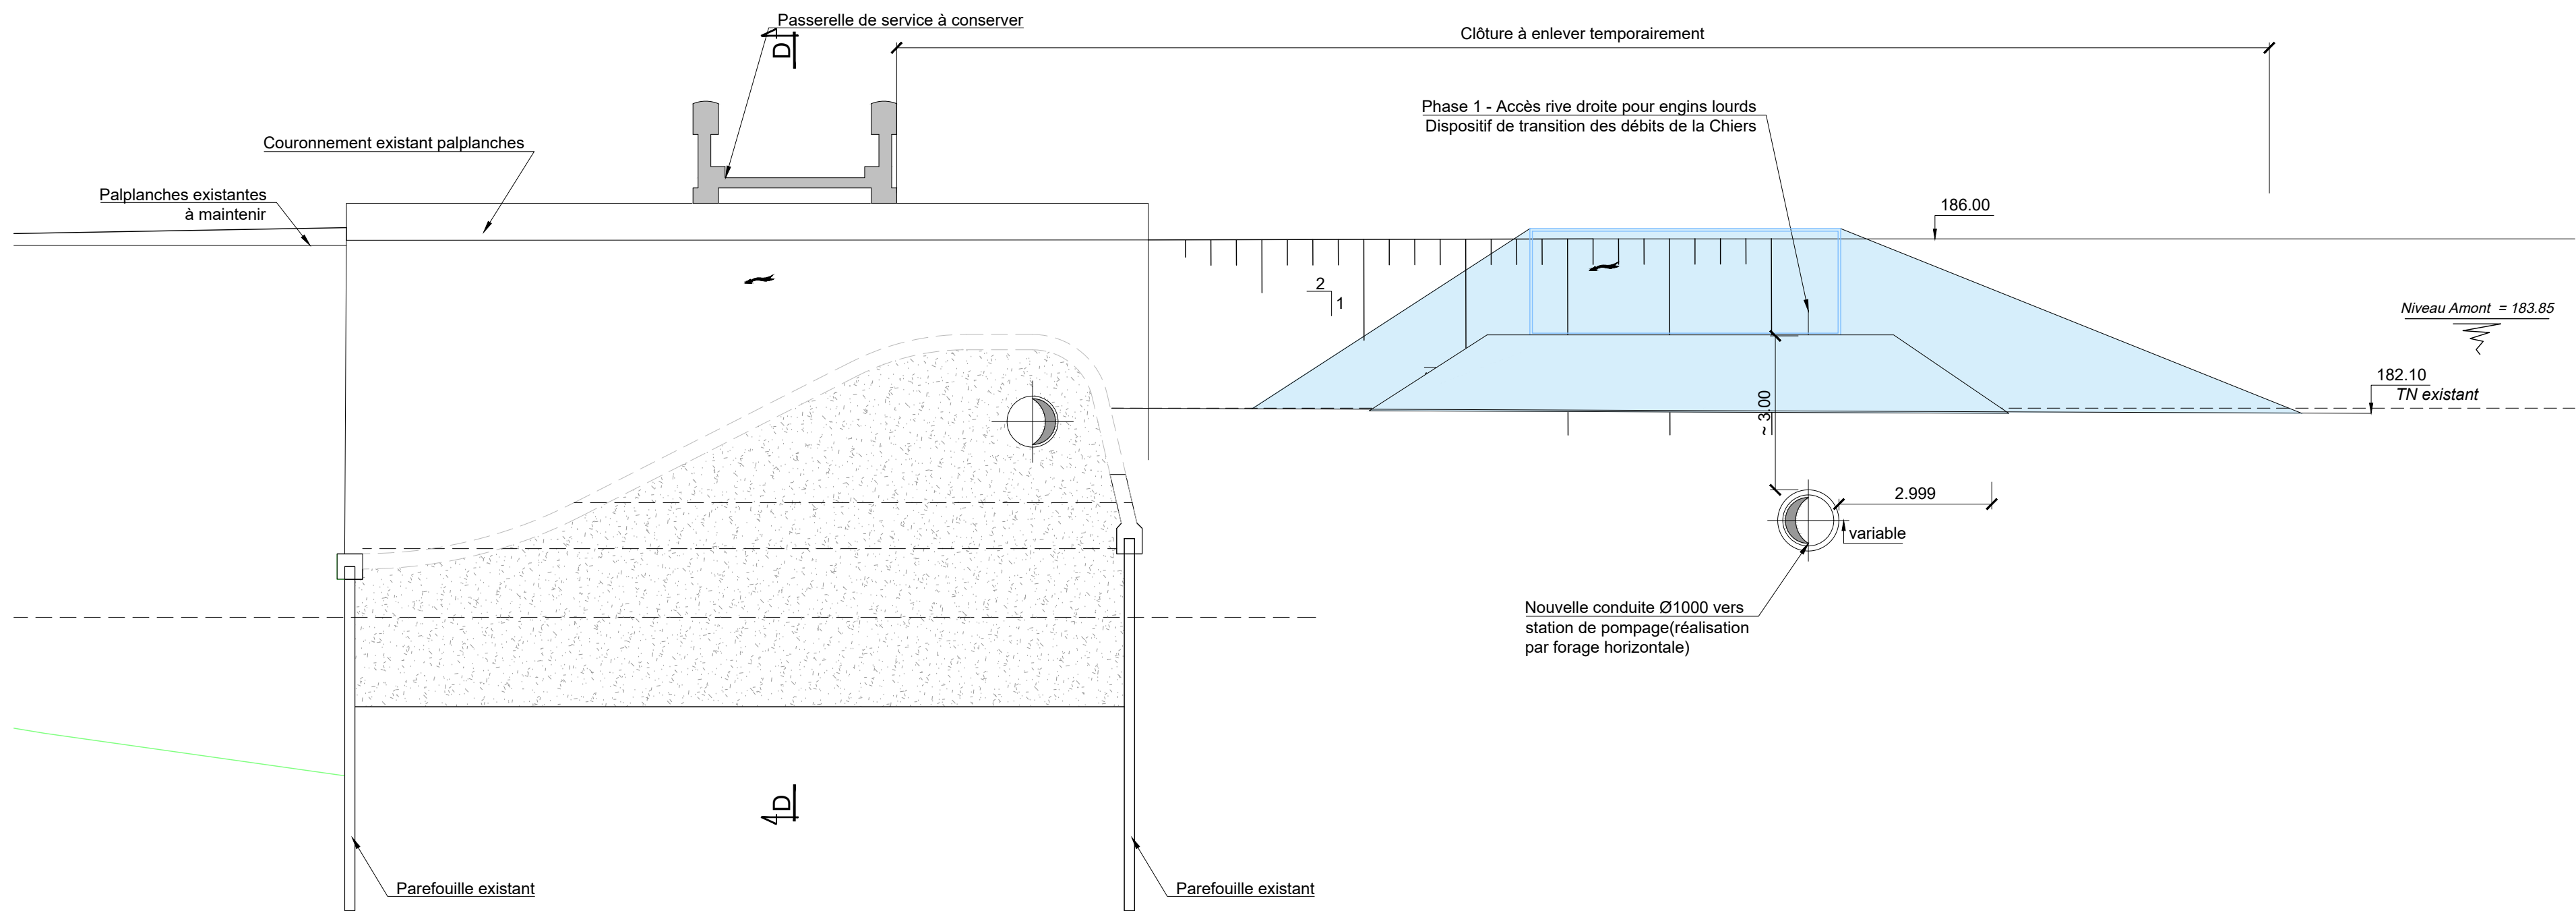 Passerelle de service à conserver
D
Clôture à enlever temporairement
Phase 1 - Accès rive droite pour engins lourds
Dispositif de transition des débits de la Chiers
Couronnement existant palplanches
Palplanches existantes
à maintenir
186.00
2
1
Niveau Amont = 183.85
182.10
TN existant
~ 3.00
2.999
variable
Nouvelle conduite Ø1000 vers
station de pompage(réalisation
par forage horizontale)
D
Parefouille existant
Parefouille existant